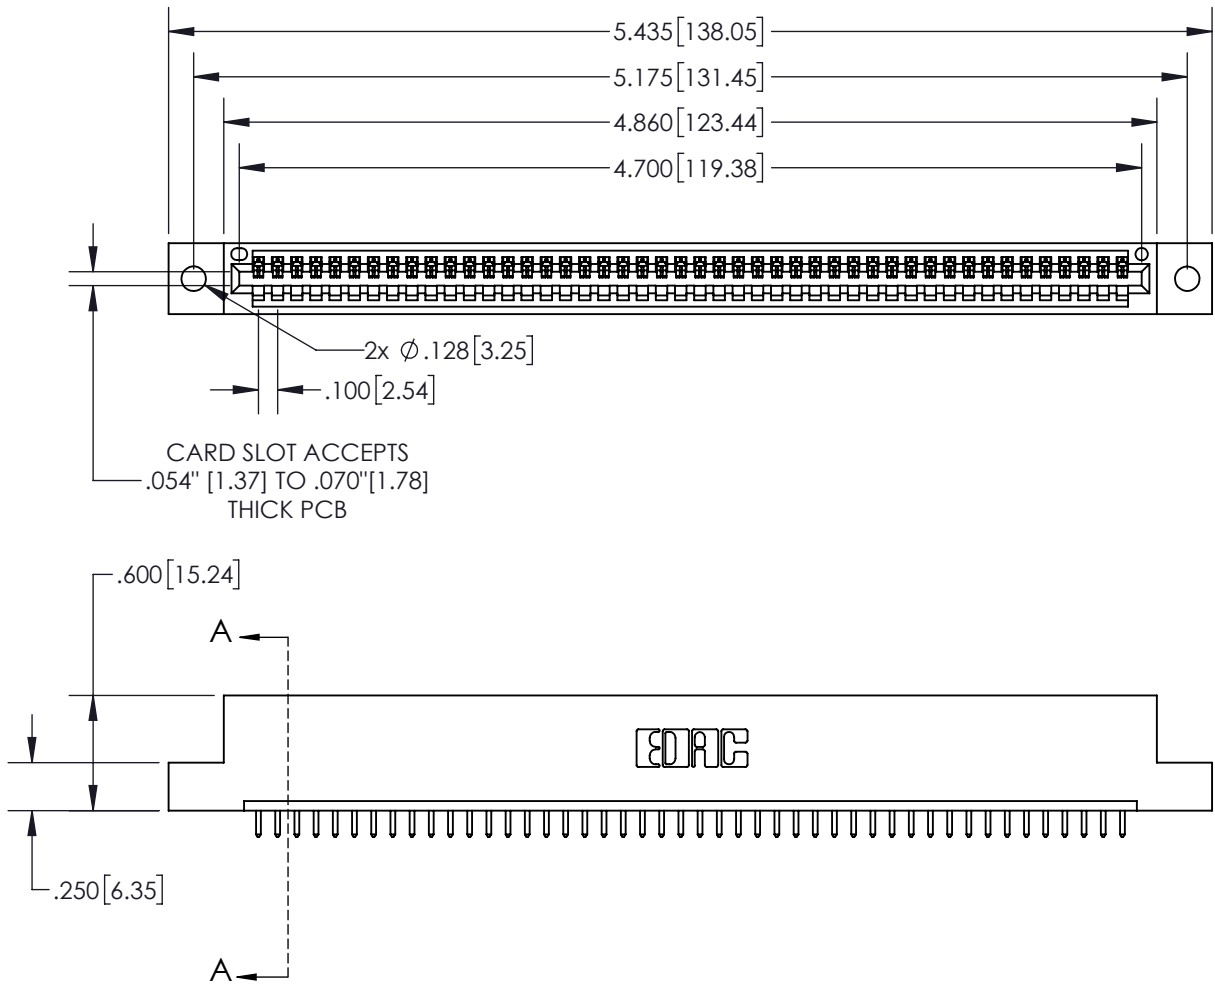 5.435[138.05]
5.175[131.45]
4.860[123.44]
4.700[119.38]
2x Ø.128[3.25]
.100[2.54]
CARD SLOT ACCEPTS
.054" [1.37] TO .070"[1.78]
THICK PCB
.600[15.24]
A
EDAC
.250[6.35]
A